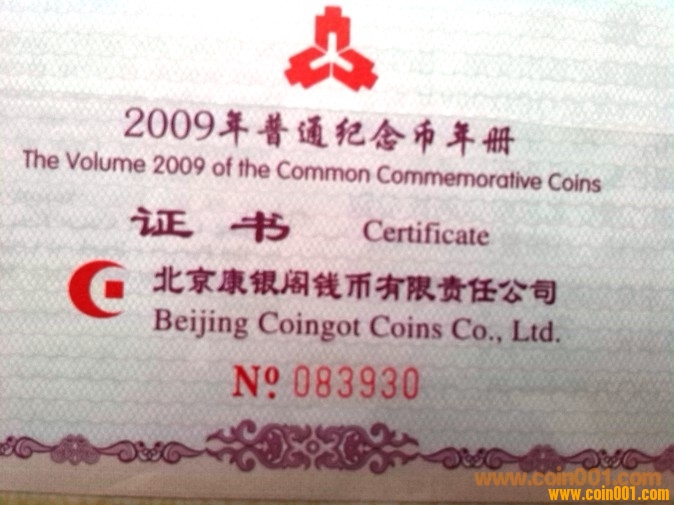 2009年普通纪念币年册
The Volume 2009 of the Common Commemorative Coins
证书 Certificate
北京康银阁钱币有限责任公司
Beijing Coingot Coins Co., Ltd.
Nº 083930
www.coin001.com
www.coin001.com